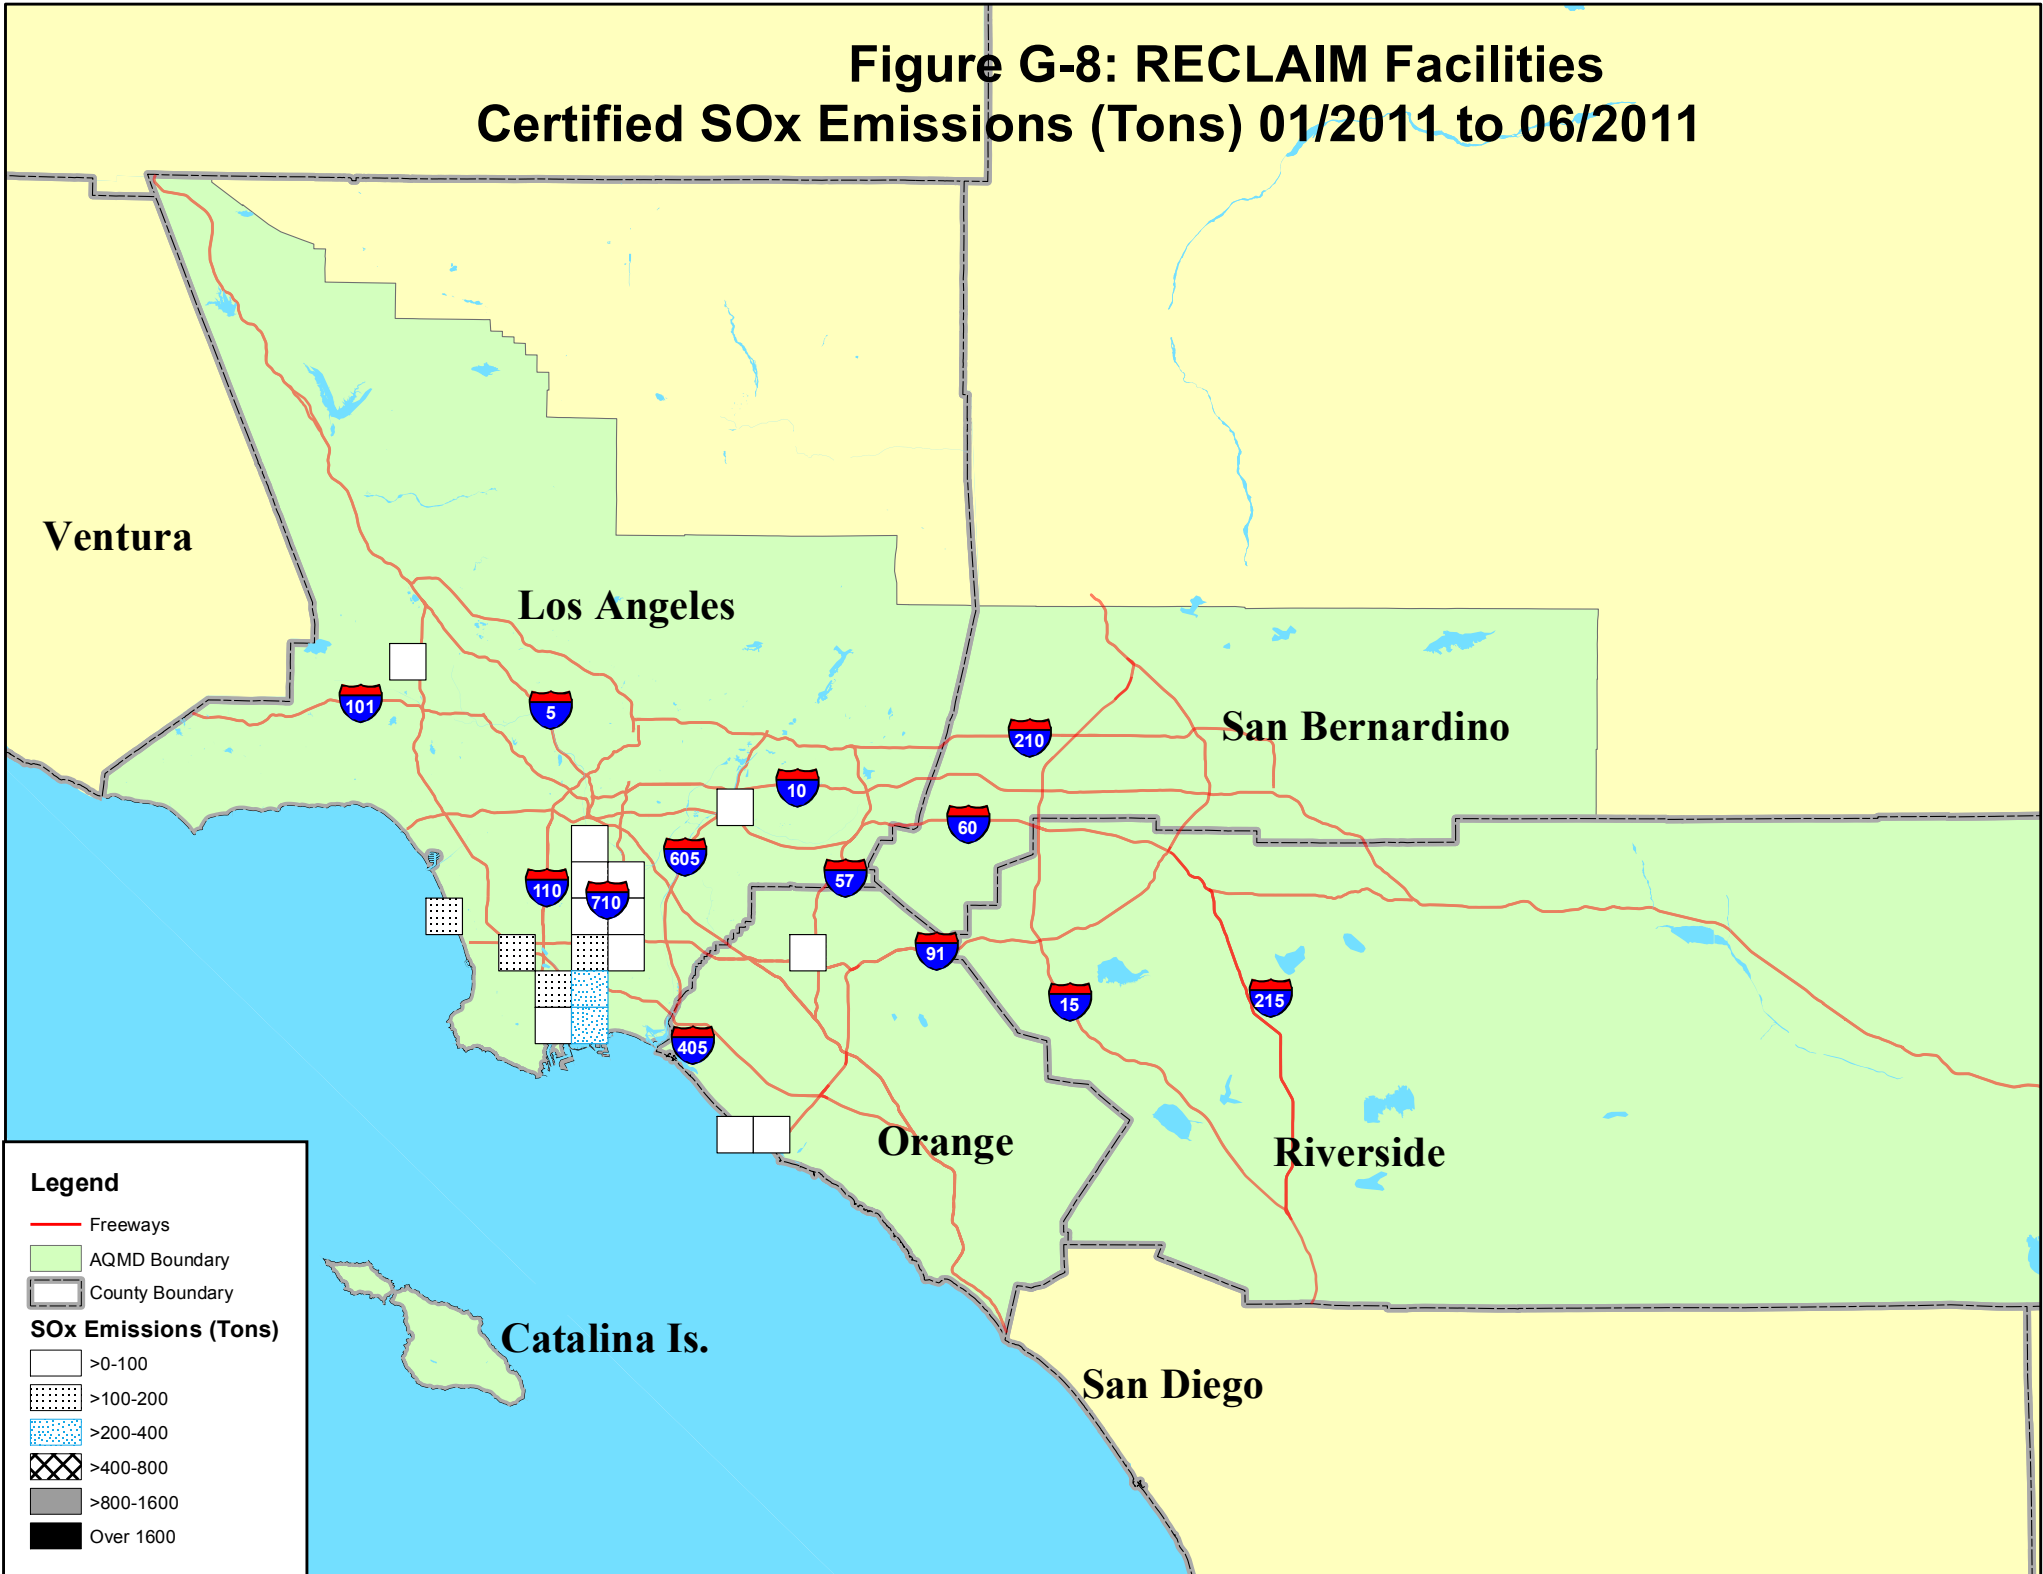 Figure G-8: RECLAIM Facilities
Certified SOx Emissions (Tons) 01/2011 to 06/2011
Ventura
Los Angeles
101
5
210
San Bernardino
10
60
605
57
110
710
91
15
215
405
Orange
Riverside
Catalina Is.
San Diego
Legend
Freeways
AQMD Boundary
County Boundary
SOx Emissions (Tons)
>0-100
>100-200
>200-400
>400-800
>800-1600
Over 1600